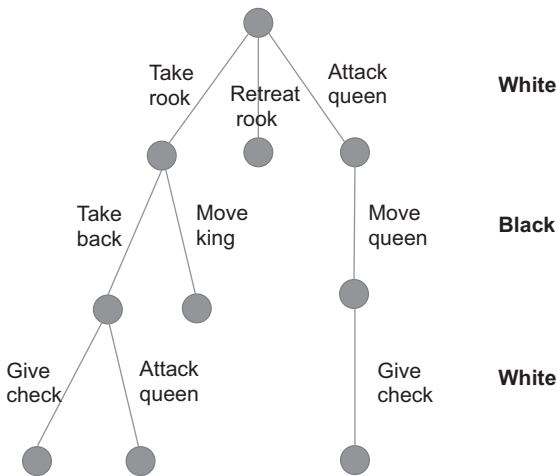 Take
rook
Retreat
rook
Attack
queen
White
Take
back
Move
king
Move
queen
Black
Give
check
Attack
queen
Give
check
White